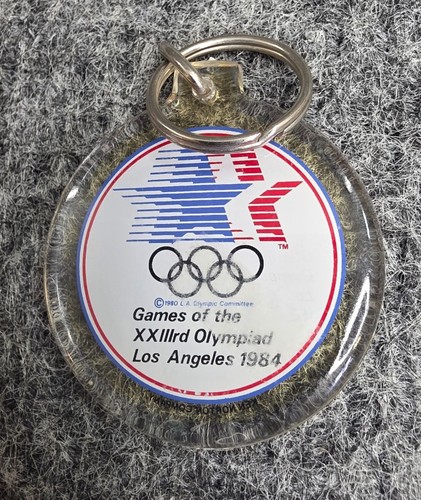 TM
©1980 L.A. Olympic Committee
Games of the
XXIIIrd Olympiad
Los Angeles 1984